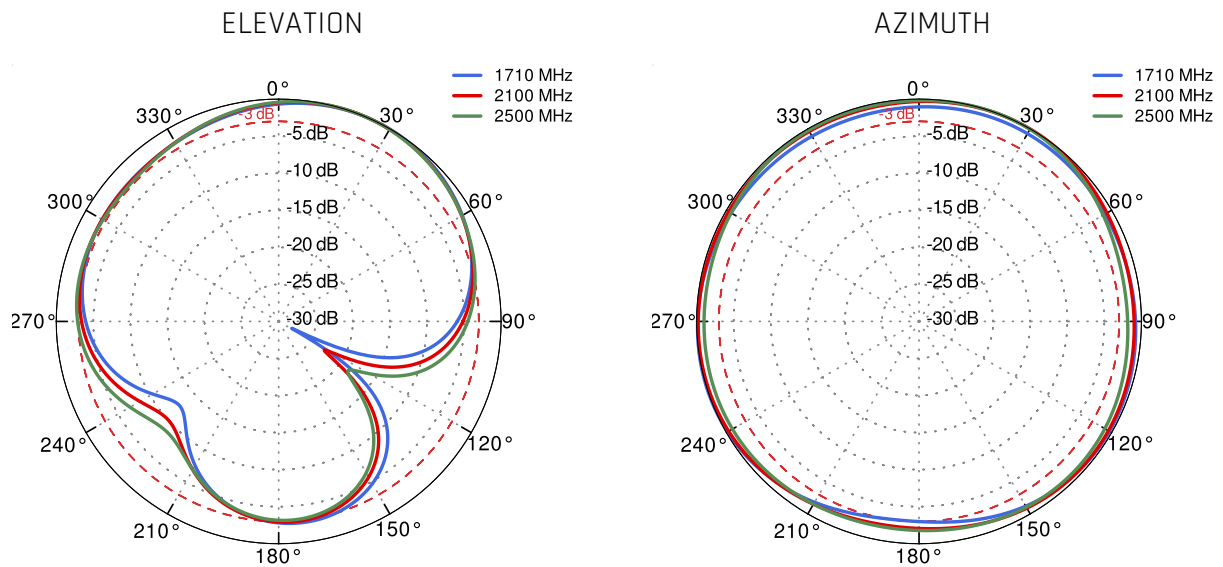 ELEVATION
1710 MHz
2100 MHz
2500 MHz
0°
330°
-3 dB
30°
-5 dB
-10 dB
300°
60°
-15 dB
-20 dB
-25 dB
270°
-30 dB
90°
240°
120°
210°
150°
180°
AZIMUTH
1710 MHz
2100 MHz
2500 MHz
0°
330°
-3 dB
30°
-5 dB
-10 dB
300°
60°
-15 dB
-20 dB
-25 dB
270°
-30 dB
90°
240°
120°
210°
150°
180°